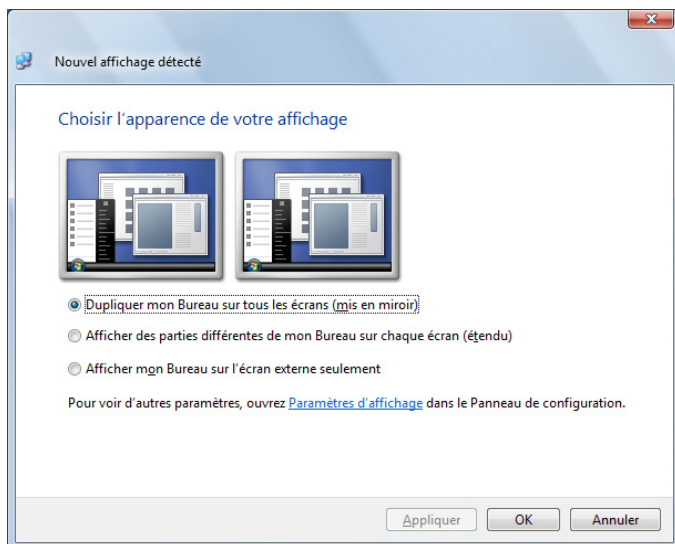 Nouvel affichage détecté
Choisir l'apparence de votre affichage
Dupliquer mon Bureau sur tous les écrans (mis en miroir)
Afficher des parties différentes de mon Bureau sur chaque écran (étendu)
Afficher mon Bureau sur l'écran externe seulement
Pour voir d'autres paramètres, ouvrez Paramètres d'affichage dans le Panneau de configuration.
Appliquer OK Annuler